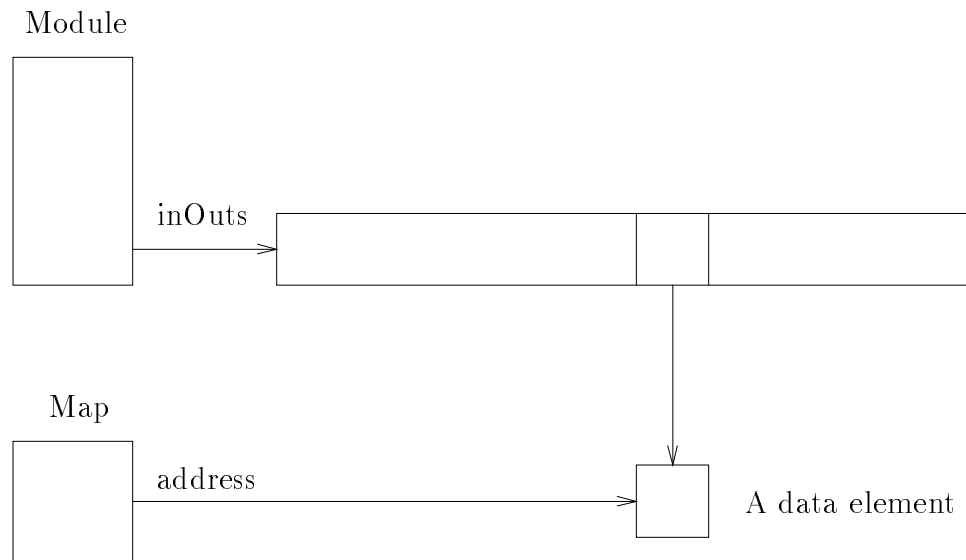 Module
inOuts
Map
address
A data element